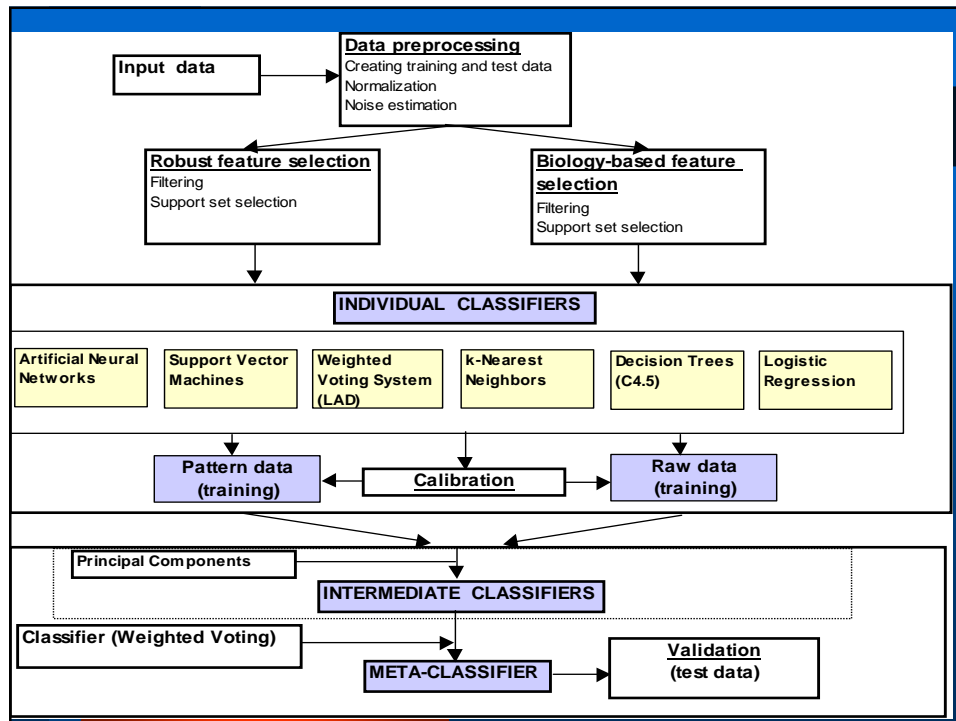 Input data
Data preprocessing
Creating training and test data
Normalization
Noise estimation
Robust feature selection
Filtering
Support set selection
Biology-based feature
selection
Filtering
Support set selection
INDIVIDUAL CLASSIFIERS
Artificial Neural
Networks
Support Vector
Machines
Weighted
Voting System
(LAD)
k-Nearest
Neighbors
Decision Trees
(C4.5)
Logistic
Regression
Pattern data
(training)
Calibration
Raw data
(training)
Principal Components
INTERMEDIATE CLASSIFIERS
Classifier (Weighted Voting)
META-CLASSIFIER
Validation
(test data)